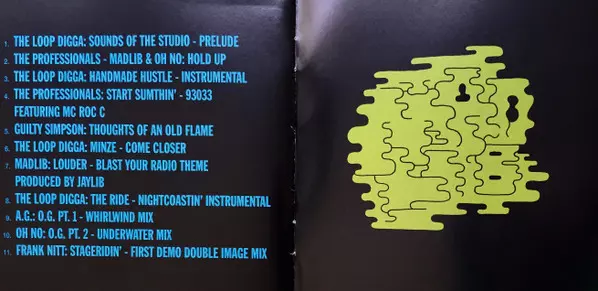 1. THE LOOP DIGGA: SOUNDS OF THE STUDIO - PRELUDE
2. THE PROFESSIONALS - MADLIB & OH NO: HOLD UP
3. THE LOOP DIGGA: HANDMADE HUSTLE - INSTRUMENTAL
4. THE PROFESSIONALS: START SUMTHIN' - 93033
FEATURING MC ROC C
5. GUILTY SIMPSON: THOUGHTS OF AN OLD FLAME
6. THE LOOP DIGGA: MINZE - COME CLOSER
7. MADLIB: LOUDER - BLAST YOUR RADIO THEME
PRODUCED BY JAYLIB
8. THE LOOP DIGGA: THE RIDE - NIGHTCOASTIN' INSTRUMENTAL
9. A.G.: O.G. PT. 1 - WHIRLWIND MIX
10. OH NO: O.G. PT. 2 - UNDERWATER MIX
11. FRANK NITT: STAGERIDIN' - FIRST DEMO DOUBLE IMAGE MIX